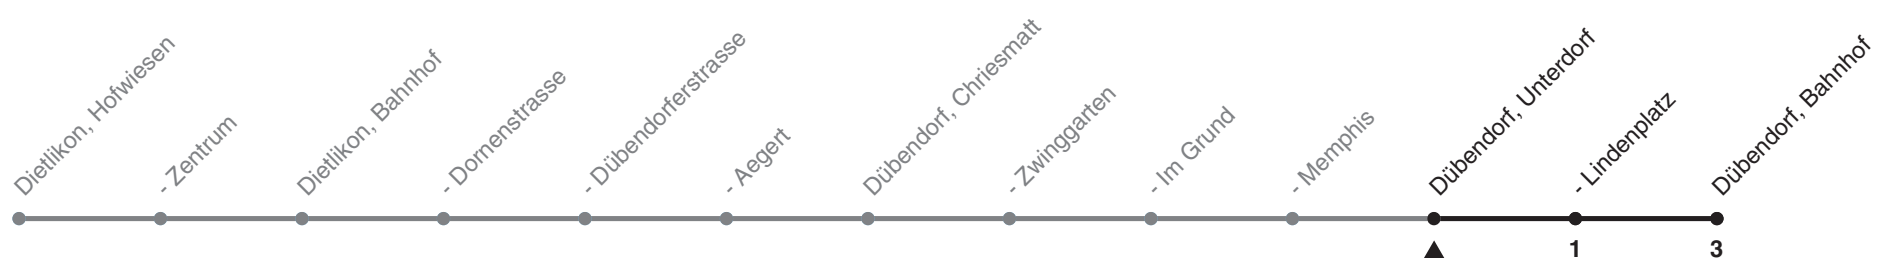 Dietlikon, Hofwiesen
- Zentrum
Dietlikon, Bahnhof
- Dornenstrasse
- Dübendorferstrasse
- Aegert
Dübendorf, Chriesmatt
- Zwinggarten
- Im Grund
- Memphis
Dübendorf, Unterdorf
- Lindenplatz
Dübendorf, Bahnhof
1
3